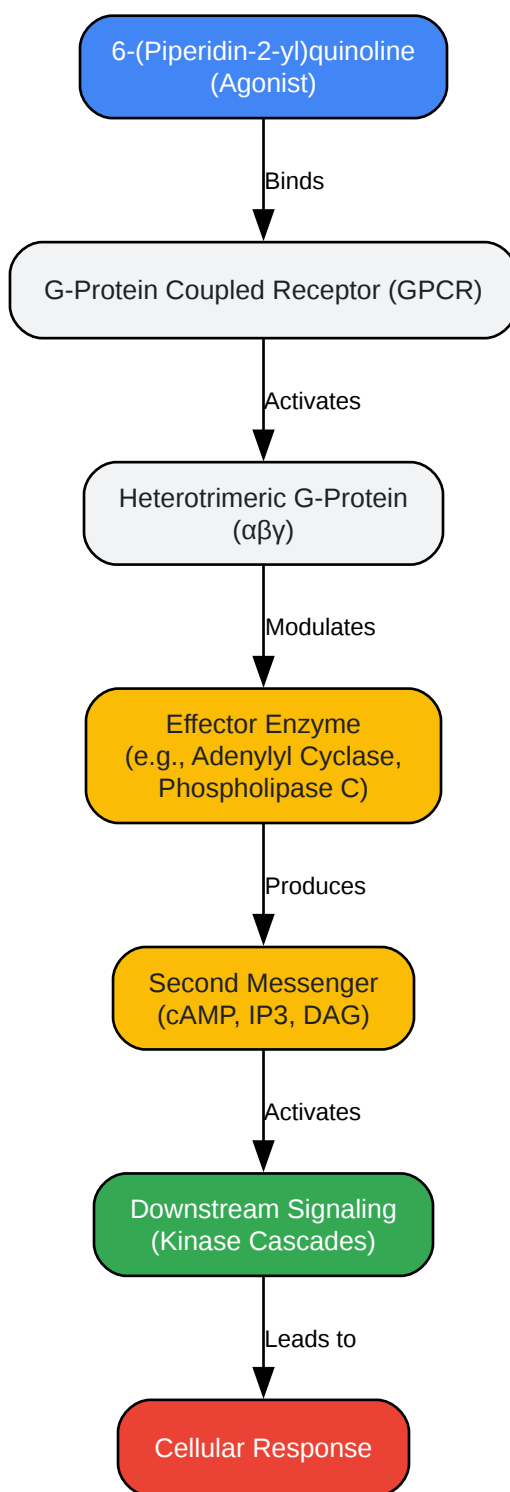 6-(Piperidin-2-yl)quinoline
(Agonist)
Binds
G-Protein Coupled Receptor (GPCR)
Activates
Heterotrimeric G-Protein
(αβγ)
Modulates
Effector Enzyme
(e.g., Adenylyl Cyclase,
Phospholipase C)
Produces
Second Messenger
(cAMP, IP3, DAG)
Activates
Downstream Signaling
(Kinase Cascades)
Leads to
Cellular Response